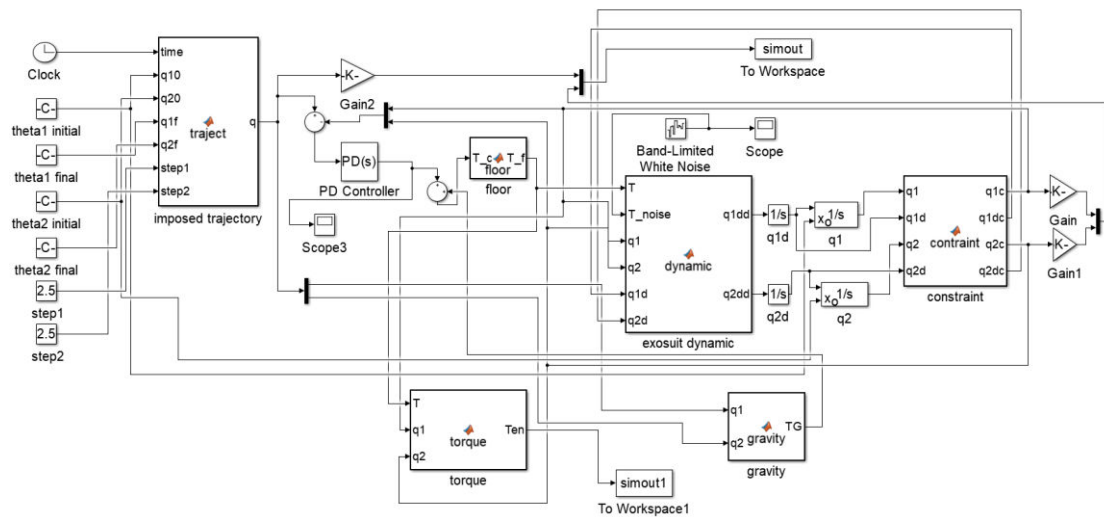 Clock
-C-
theta1 initial
-C-
theta1 final
-C-
theta2 initial
-C-
theta2 final
2.5
step1
2.5
step2
time
q10
q20
q1f
q2f
step1
step2
traject
q
imposed trajectory
-K-
Gain2
PD(s)
PD Controller
Scope3
T_c
T_f
floor
floor
simout
To Workspace
Band-Limited
White Noise
Scope
T
T_noise
q1
q2
q1d
q2d
dynamic
q1dd
q2dd
exosuit dynamic
1/s
q1d
1/s
q2d
xo 1/s
q1
xo 1/s
q2
q1
q1d
q2
q2d
contraint
q1c
q1dc
q2c
q2dc
constraint
K-
Gain
K-
Gain1
T
q1
q2
torque
Ten
torque
simout1
To Workspace1
q1
q2
gravity
TG
gravity